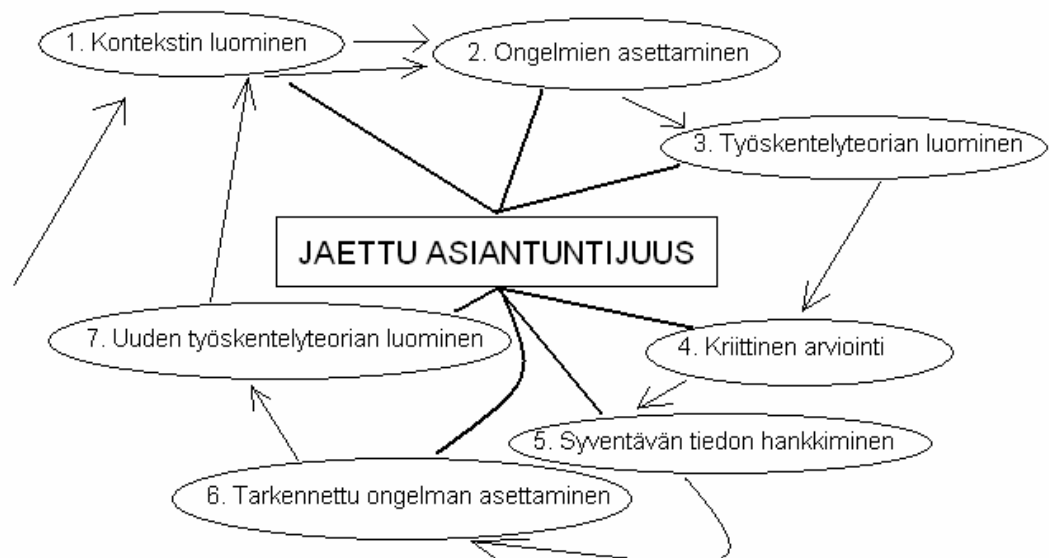 1. Kontekstin luominen
2. Ongelmien asettaminen
3. Työskentelyteorian luominen
JAETTU ASIANTUNTIJUUS
7. Uuden työskentelyteorian luominen
4. Kriittinen arviointi
5. Syventävän tiedon hankkiminen
6. Tarkennettu ongelman asettaminen